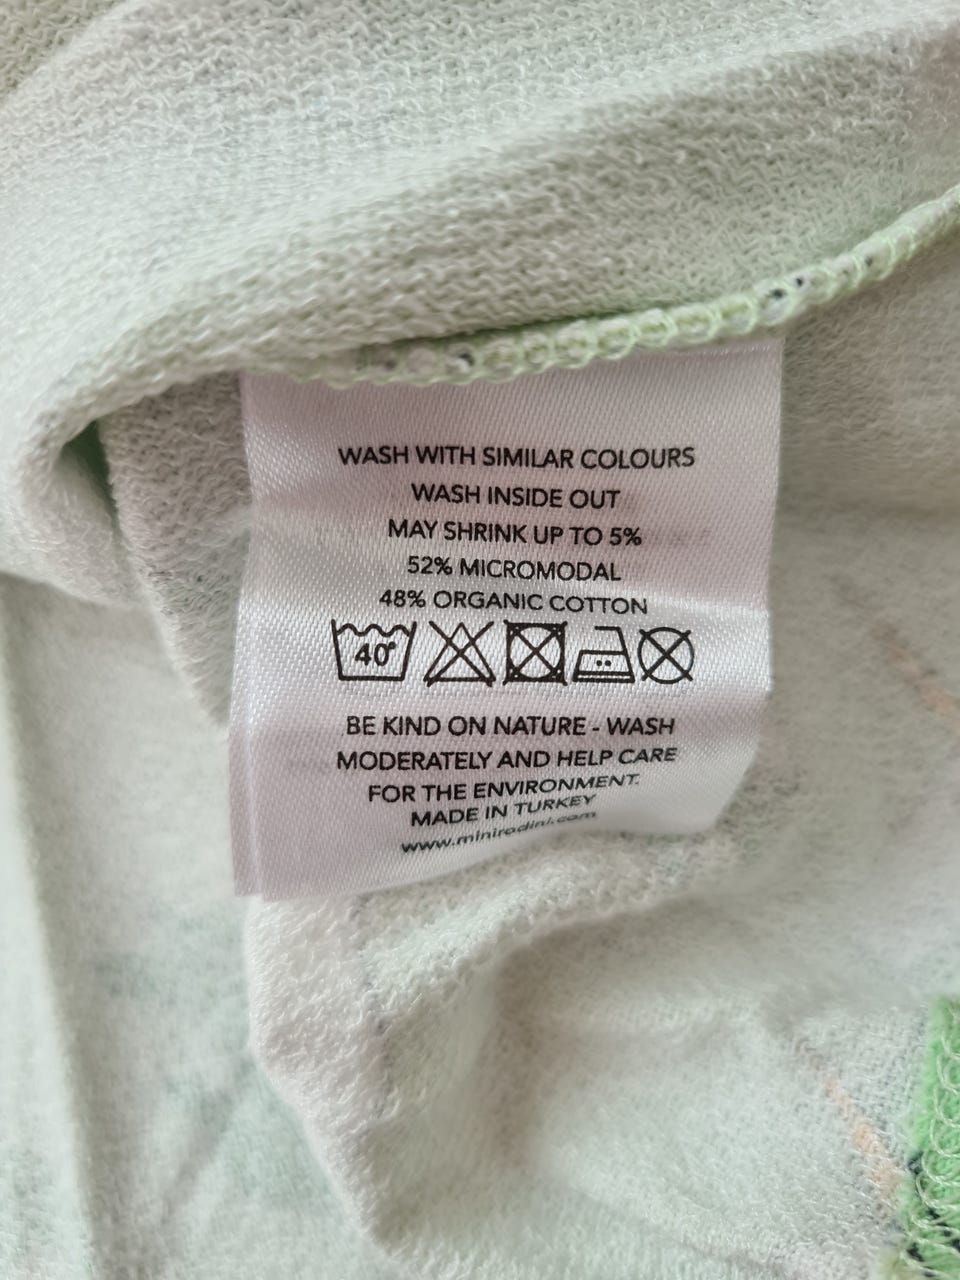 WASH WITH SIMILAR COLOURS
WASH INSIDE OUT
MAY SHRINK UP TO 5%
52% MICROMODAL
48% ORGANIC COTTON
40°
BE KIND ON NATURE - WASH
MODERATELY AND HELP CARE
FOR THE ENVIRONMENT.
MADE IN TURKEY
www.minirodini.com